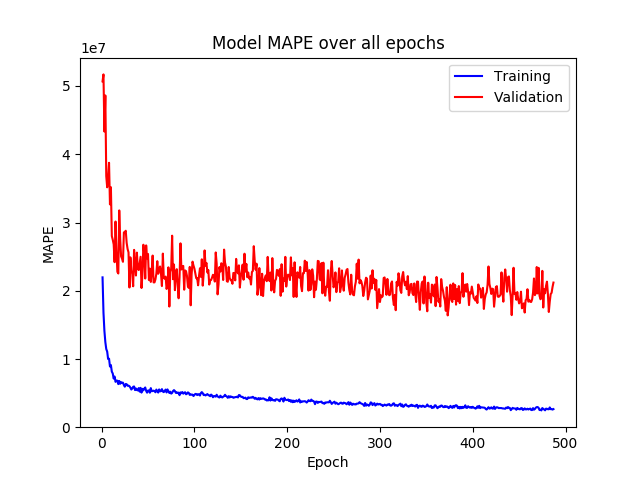 Model MAPE over all epochs
1e7
5
4
3
2
1
0
MAPE
0 100 200 300 400 500
Epoch
Training
Validation